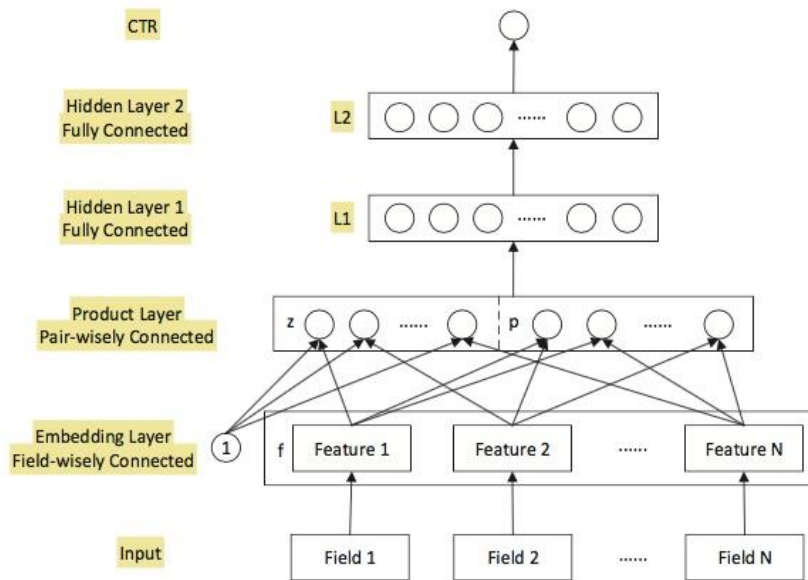 CTR
Hidden Layer 2
Fully Connected
L2
......
Hidden Layer 1
Fully Connected
L1
......
Product Layer
Pair-wisely Connected
z
......
p
......
Embedding Layer
Field-wisely Connected
1
f
Feature 1
Feature 2
......
Feature N
Input
Field 1
Field 2
......
Field N